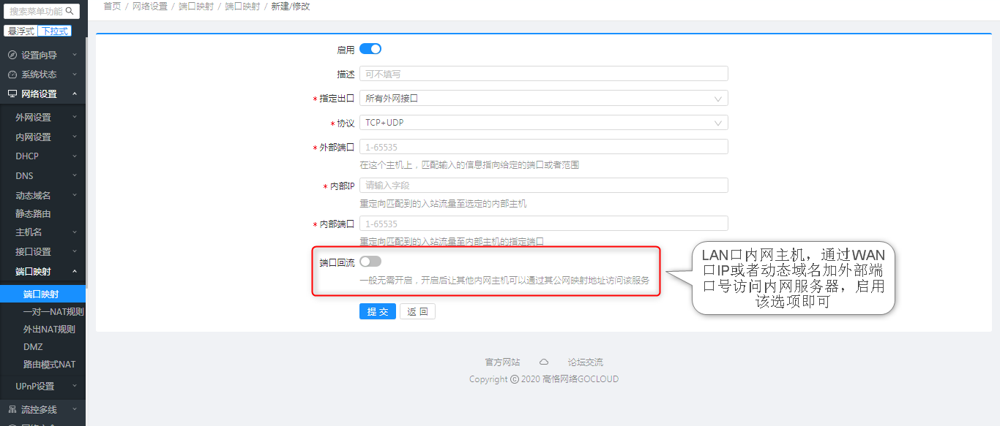 搜索菜单功能
悬浮式 下拉式
设置向导
系统状态
网络设置
外网设置
内网设置
DHCP
DNS
动态域名
静态路由
主机名
接口设置
端口映射
端口映射
一对一NAT规则
外出NAT规则
DMZ
路由模式NAT
UPnP设置
流控多线
首页 / 网络设置 / 端口映射 / 端口映射 / 新建/修改
启用
描述 可不填写
* 指定出口 所有外网接口
* 协议 TCP+UDP
* 外部端口 1-65535
在这个主机上，匹配输入的信息指向给定的端口或者范围
* 内部IP 请输入字段
重定向匹配到的入站流量至选定的内部主机
* 内部端口 1-65535
重定向匹配到的入站流量至内部主机的指定端口
端口回流
一般无需开启，开启后让其他内网主机可以通过其公网映射地址访问该服务
提 交 返 回
LAN口内网主机，通过WAN
口IP或者动态域名加外部端
口号访问内网服务器，启用
该选项即可
官方网站 论坛交流
Copyright © 2020 高恪网络GOCLOUD